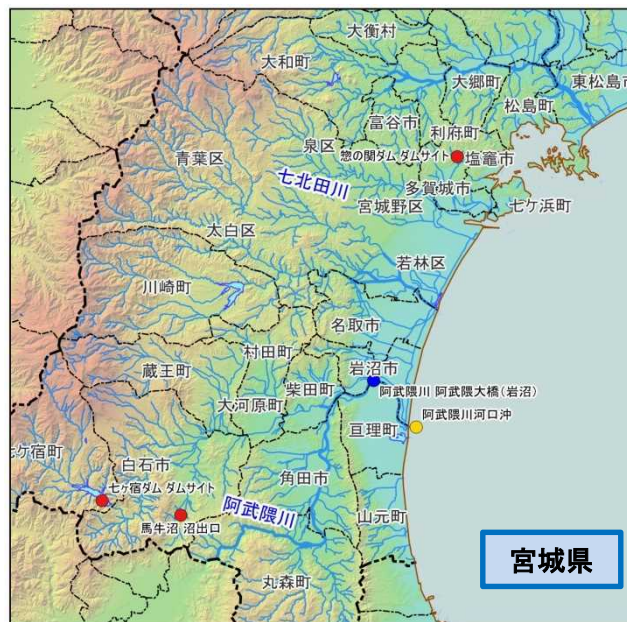 大衡村
大和町
大郷町
東松島市
松島町
富谷市
利府町
泉区
惣の関ダム ダムサイト
塩竈市
青葉区
七北田川
多賀城市
宮城野区
七ケ浜町
太白区
若林区
川崎町
名取市
村田町
岩沼市
蔵王町
柴田町
阿武隈川 阿武隈大橋(岩沼)
大河原町
阿武隈川河口沖
亘理町
七ケ宿町
白石市
角田市
七ヶ宿ダム ダムサイト
阿武隈川
山元町
馬牛沼 沼出口
丸森町
宮城県